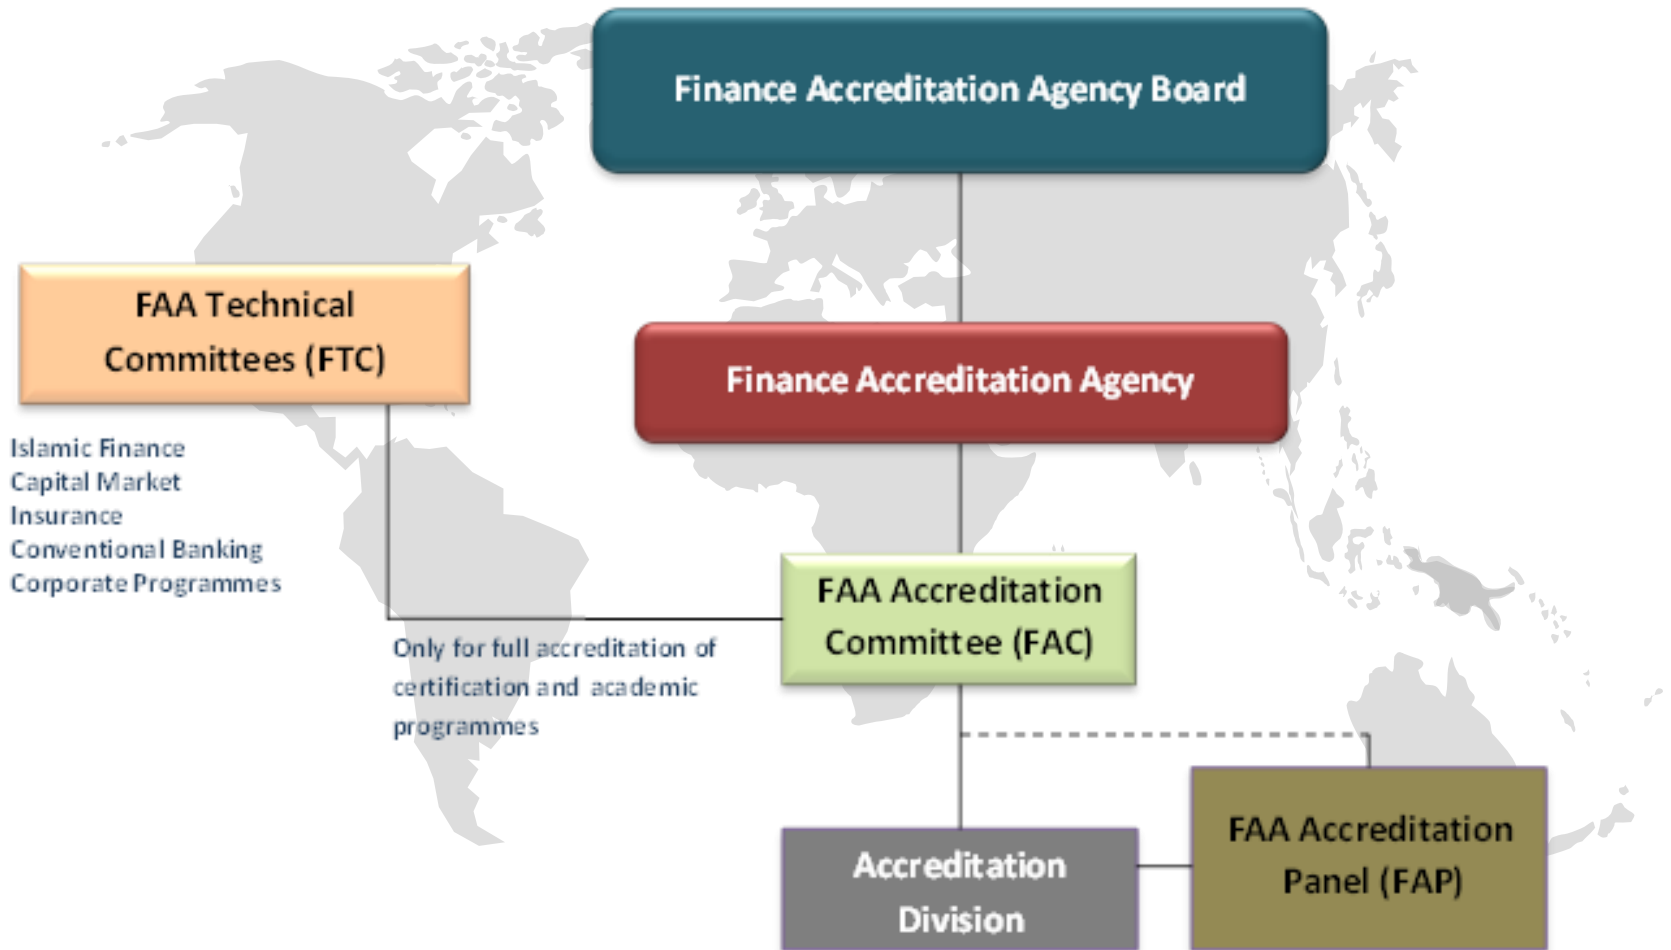 Finance Accreditation Agency Board
FAA Technical
Committees (FTC)
Finance Accreditation Agency
Islamic Finance
Capital Market
Insurance
Conventional Banking
Corporate Programmes
FAA Accreditation
Committee (FAC)
Only for full accreditation of
certification and academic
programmes
Accreditation
Division
FAA Accreditation
Panel (FAP)